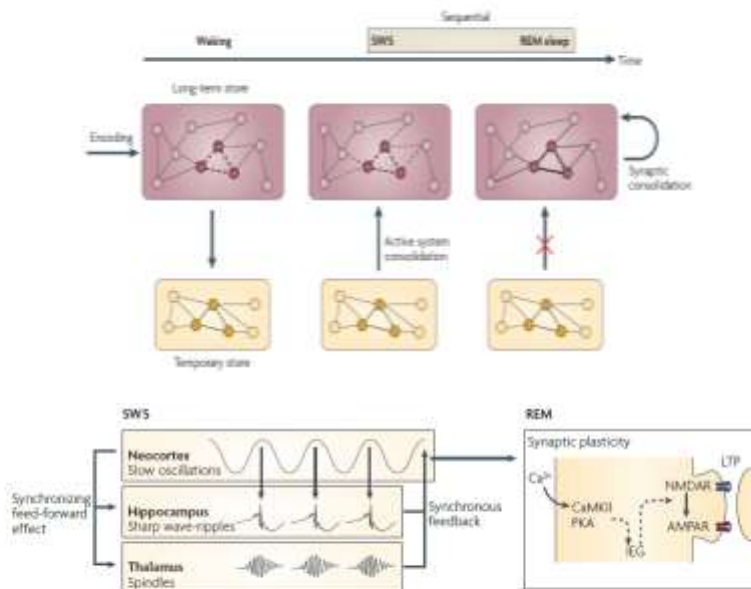 Sequential
Waking
SWS
REM sleep
Time
Long-term store
Encoding
Synaptic
consolidation
Active system
consolidation
Temporary store
SWS
REM
Neocortex
Slow oscillations
Synaptic plasticity
LTP
Ca²⁺
NMDAR
Synchronizing
feed-forward
effect
Hippocampus
Sharp wave-ripples
Synchronous
feedback
CaMKII
PKA
AMPAR
IEG
Thalamus
Spindles